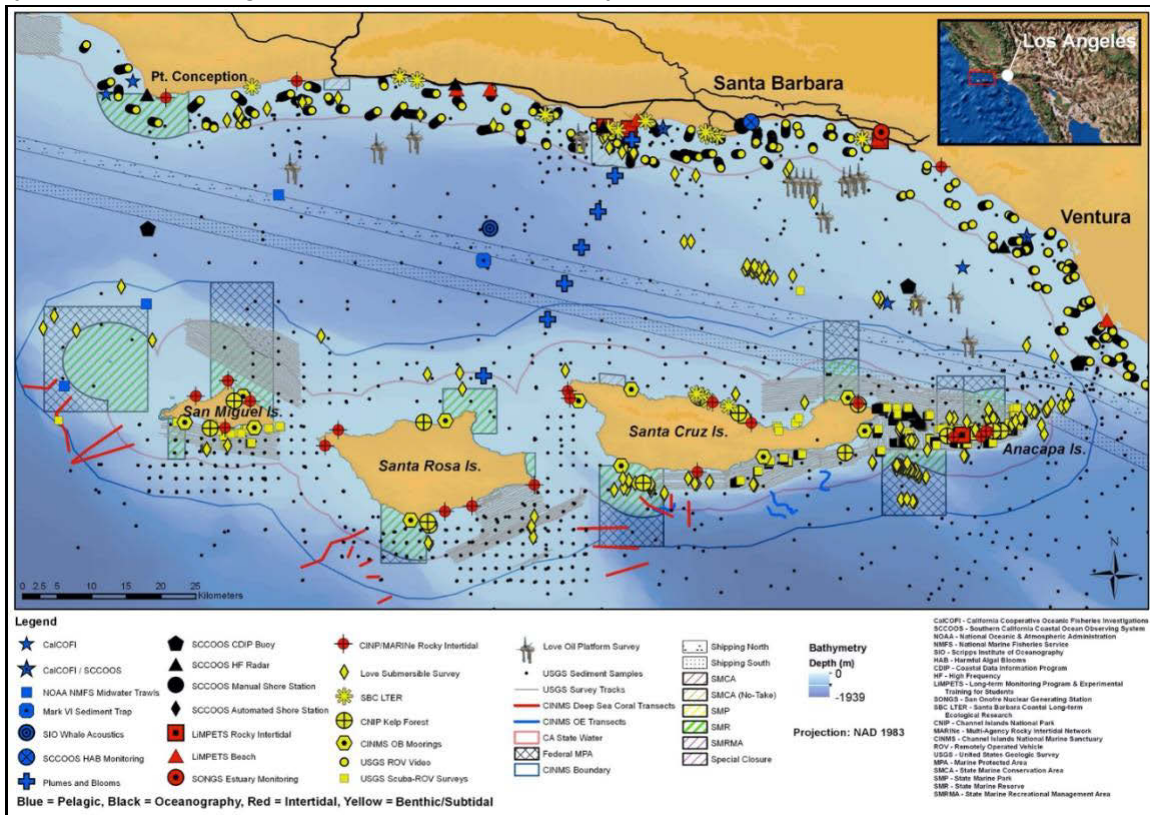 Los Angeles
Pt. Conception
Santa Barbara
Ventura
San Miguel Is.
Santa Rosa Is.
Santa Cruz Is.
Anacapa Is.
N
0 2.5 5 10 15 20 25
Kilometers
Legend
CalCOFI
CalCOFI / SCCOOS
NOAA NMFS Midwater Trawls
Mark VI Sediment Trap
SIO Whale Acoustics
SCCOOS HAB Monitoring
Plumes and Blooms
SCCOOS CDIP Buoy
SCCOOS HF Radar
SCCOOS Manual Shore Station
SCCOOS Automated Shore Station
LiMPETS Rocky Intertidal
LiMPETS Beach
SONGS Estuary Monitoring
CINP/MARINe Rocky Intertidal
Love Submersible Survey
SBC LTER
CNIP Kelp Forest
CINMS OB Moorings
USGS ROV Video
USGS Scuba-ROV Surveys
Love Oil Platform Survey
USGS Sediment Samples
USGS Survey Tracks
CINMS Deep Sea Coral Transects
CINMS OE Transects
CA State Water
Federal MPA
CINMS Boundary
Shipping North
Shipping South
SMCA
SMCA (No-Take)
SMP
SMR
SMRMA
Special Closure
Bathymetry
Depth (m)
0
-1939
Projection: NAD 1983
Blue = Pelagic, Black = Oceanography, Red = Intertidal, Yellow = Benthic/Subtidal
CalCOFI - California Cooperative Oceanic Fisheries Investigations
SCCOOS - Southern California Coastal Ocean Observing System
NOAA - National Oceanic & Atmospheric Administration
NMFS - National Marine Fisheries Service
SIO - Scripps Institute of Oceanography
HAB - Harmful Algal Blooms
CDIP - Coastal Data Information Program
HF - High Frequency
LiMPETS - Long-term Monitoring Program & Experimental
Training for Students
SONGS - San Onofre Nuclear Generating Station
SBC LTER - Santa Barbara Coastal Long-term
Ecological Research
CNIP - Channel Islands National Park
MARINe - Multi-Agency Rocky Intertidal Network
CINMS - Channel Islands National Marine Sanctuary
ROV - Remotely Operated Vehicle
USGS - United States Geologic Survey
MPA - Marine Protected Area
SMCA - State Marine Conservation Area
SMP - State Marine Park
SMR - State Marine Reserve
SMRMA - State Marine Recreational Management Area